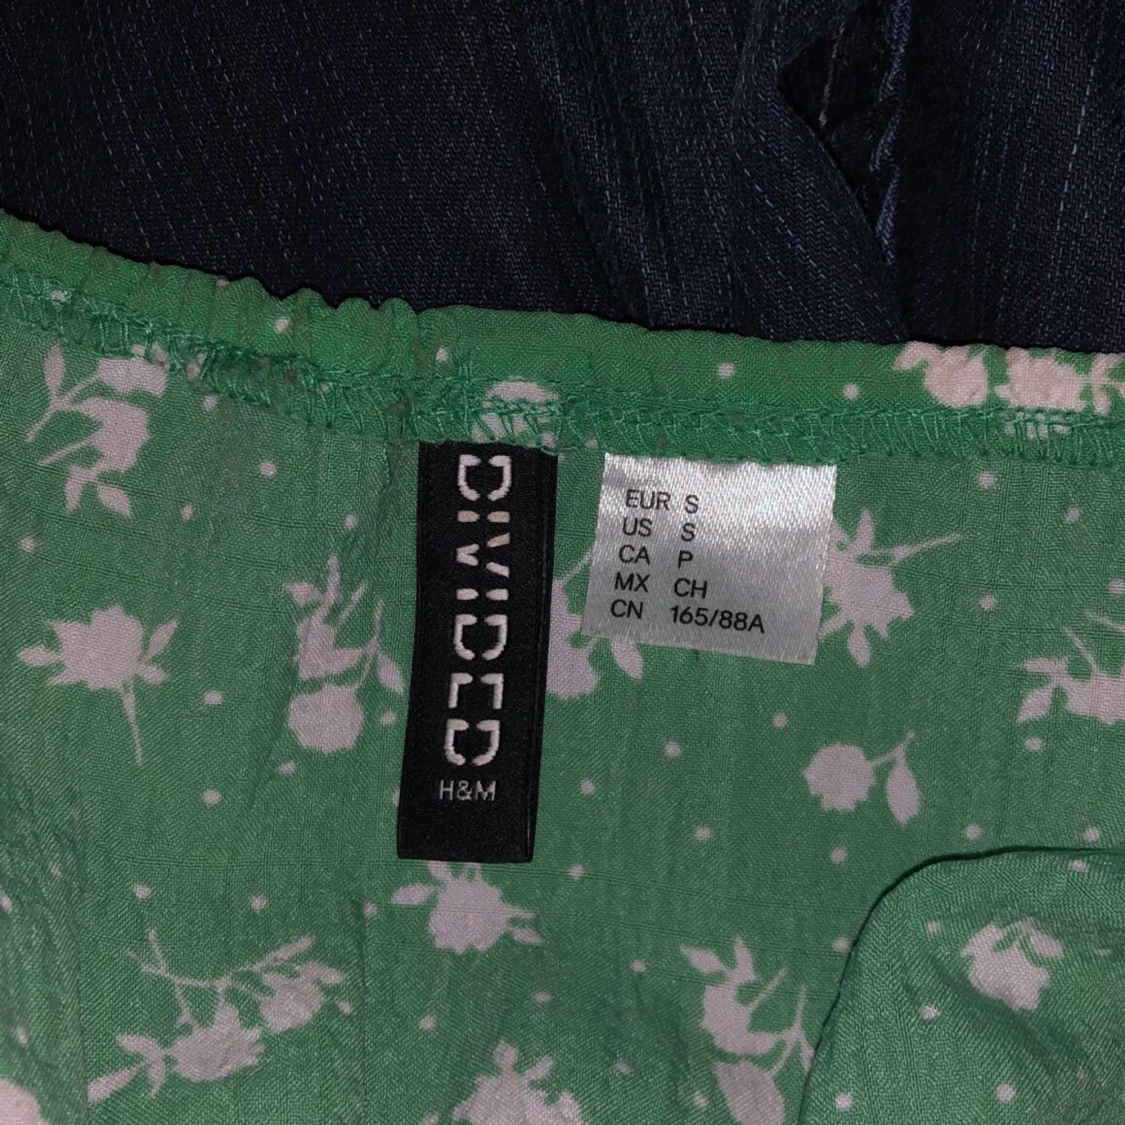 DIVIDED
H&M
EUR S
US S
CA P
MX CH
CN 165/88A